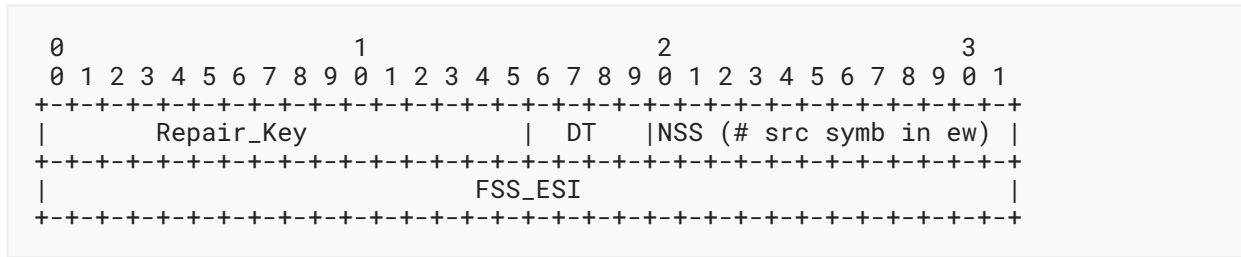 0                   1                   2                   3
 0 1 2 3 4 5 6 7 8 9 0 1 2 3 4 5 6 7 8 9 0 1 2 3 4 5 6 7 8 9 0 1
+-+-+-+-+-+-+-+-+-+-+-+-+-+-+-+-+-+-+-+-+-+-+-+-+-+-+-+-+-+-+-+-+
|       Repair_Key              |  DT   |NSS (# src symb in ew) |
+-+-+-+-+-+-+-+-+-+-+-+-+-+-+-+-+-+-+-+-+-+-+-+-+-+-+-+-+-+-+-+-+
|                            FSS_ESI                            |
+-+-+-+-+-+-+-+-+-+-+-+-+-+-+-+-+-+-+-+-+-+-+-+-+-+-+-+-+-+-+-+-+